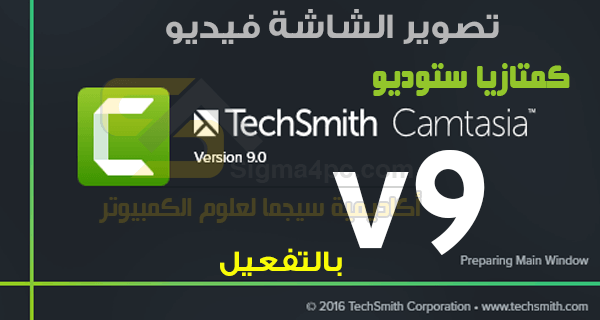 تصوير الشاشة فيديو
كمتازيا ستوديو
TechSmith Camtasia™
Version 9.0
Sigma4pc.com
v9
أكاديمية سيجما لعلوم الكمبيوتر
بالتفعيل
Preparing Main Window
© 2016 TechSmith Corporation • www.techsmith.com